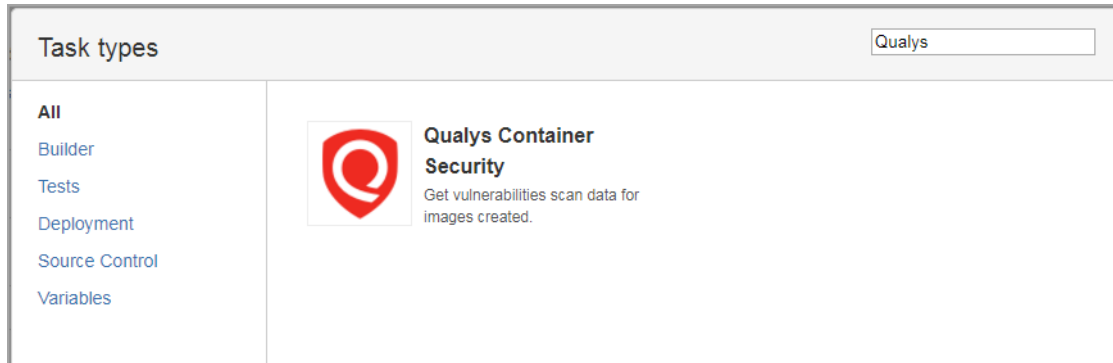 Task types
Qualys
All
Builder
Tests
Deployment
Source Control
Variables
Qualys Container
Security
Get vulnerabilities scan data for
images created.